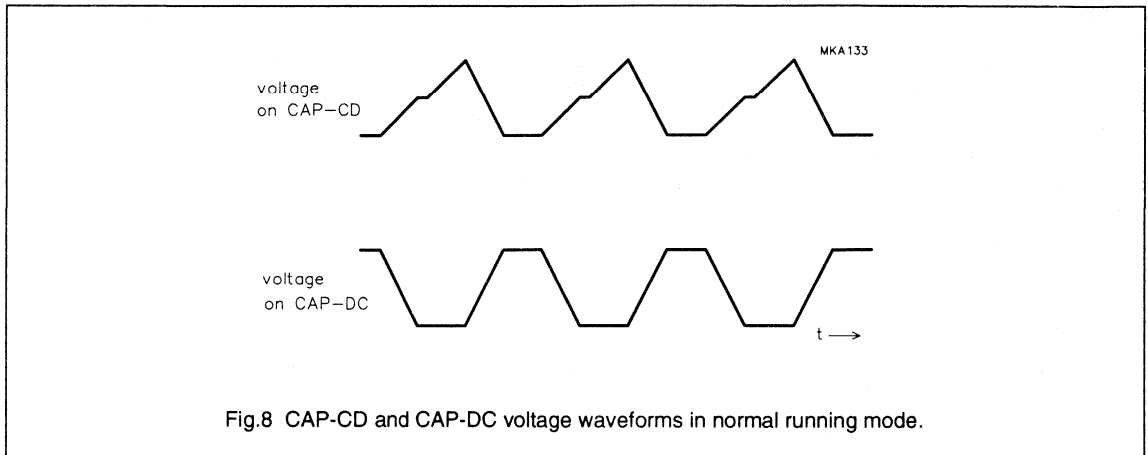 MKA133
voltage
on CAP-CD
voltage
on CAP-DC
t →
Fig.8 CAP-CD and CAP-DC voltage waveforms in normal running mode.